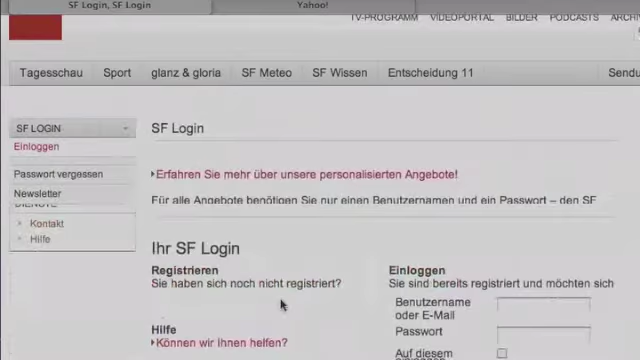 SF Login, SF Login
Yahoo!
TV-PROGRAMM VIDEOPORTAL BILDER PODCASTS
Tagesschau Sport glanz & gloria SF Meteo SF Wissen Entscheidung 11
SF LOGIN
Einloggen
Passwort vergessen
Newsletter
DIENSTE
Kontakt
Hilfe
SF Login
Erfahren Sie mehr über unsere personalisierten Angebote!
Für alle Angebote benötigen Sie nur einen Benutzernamen und ein Passwort – den SF
Ihr SF Login
Registrieren
Sie haben sich noch nicht registriert?
Hilfe
Können wir Ihnen helfen?
Einloggen
Sie sind bereits registriert und möchten sich
Benutzername
oder E-Mail
Passwort
Auf diesem